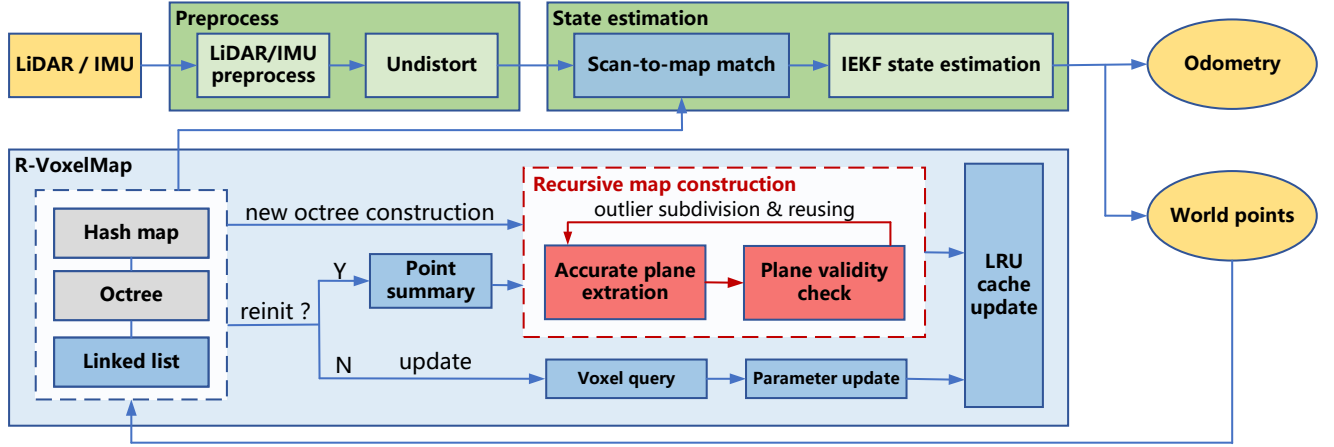 Preprocess
State estimation
LiDAR / IMU
LiDAR/IMU
preprocess
Undistort
Scan-to-map match
IEKF state estimation
Odometry
R-VoxelMap
Hash map
Octree
Linked list
new octree construction
reinit ?
Y
Point
summary
N
update
Recursive map construction
outlier subdivision & reusing
Accurate plane
extration
Plane validity
check
Voxel query
Parameter update
LRU
cache
update
World points